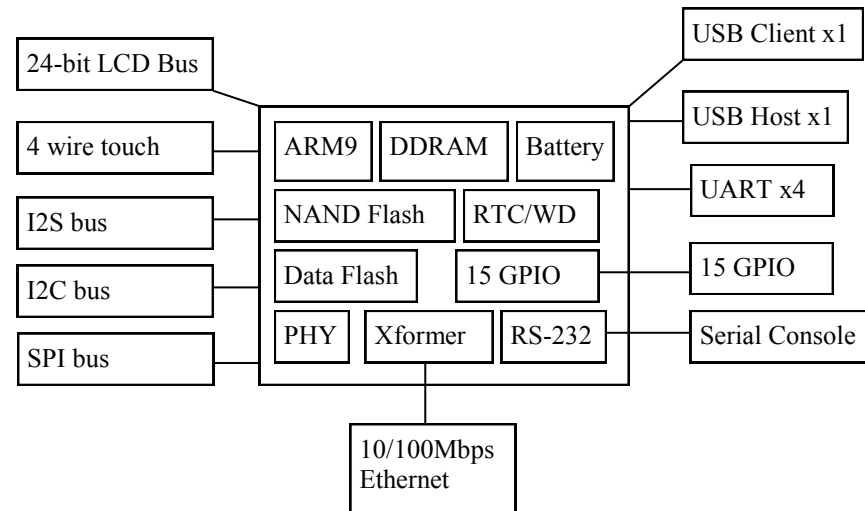 24-bit LCD Bus
4 wire touch
I2S bus
I2C bus
SPI bus
ARM9
DDRAM
Battery
NAND Flash
RTC/WD
Data Flash
15 GPIO
PHY
Xformer
RS-232
10/100Mbps
Ethernet
USB Client x1
USB Host x1
UART x4
15 GPIO
Serial Console